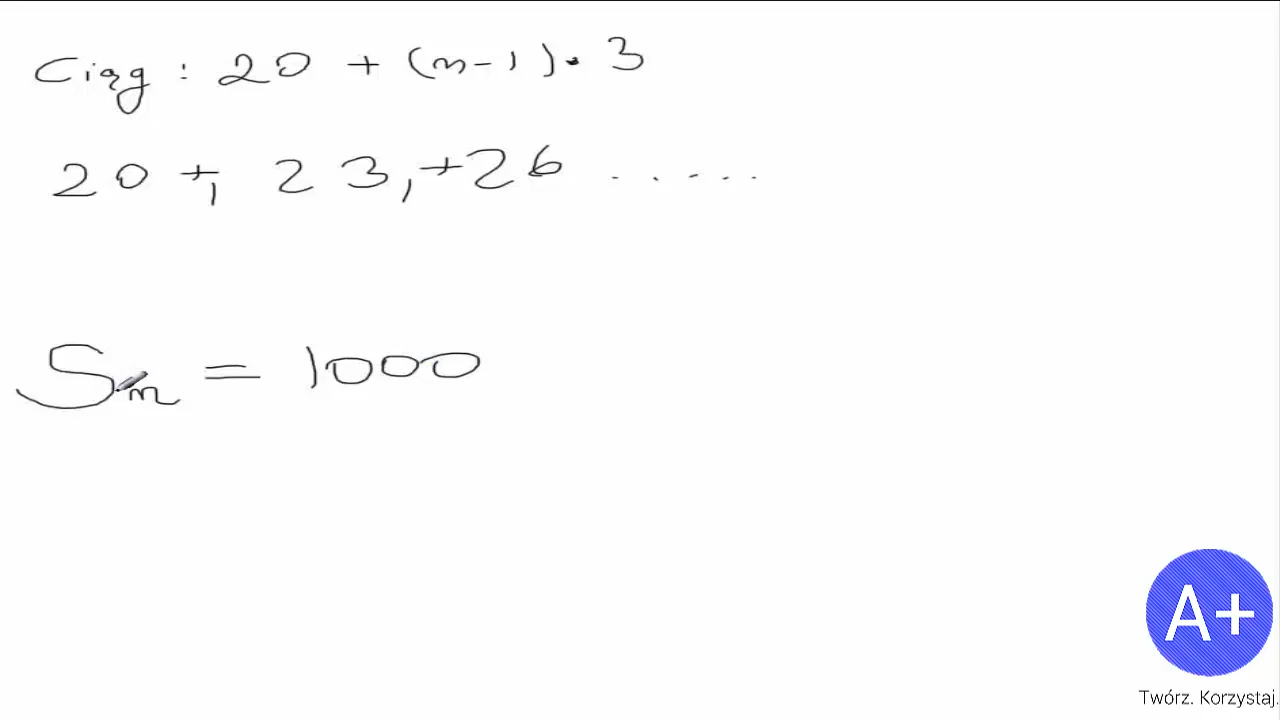 Ciąg : 20 + (n-1) · 3
20 +, 23, +26 . . . . . .
Sn = 1000
A+
Twórz. Korzystaj.